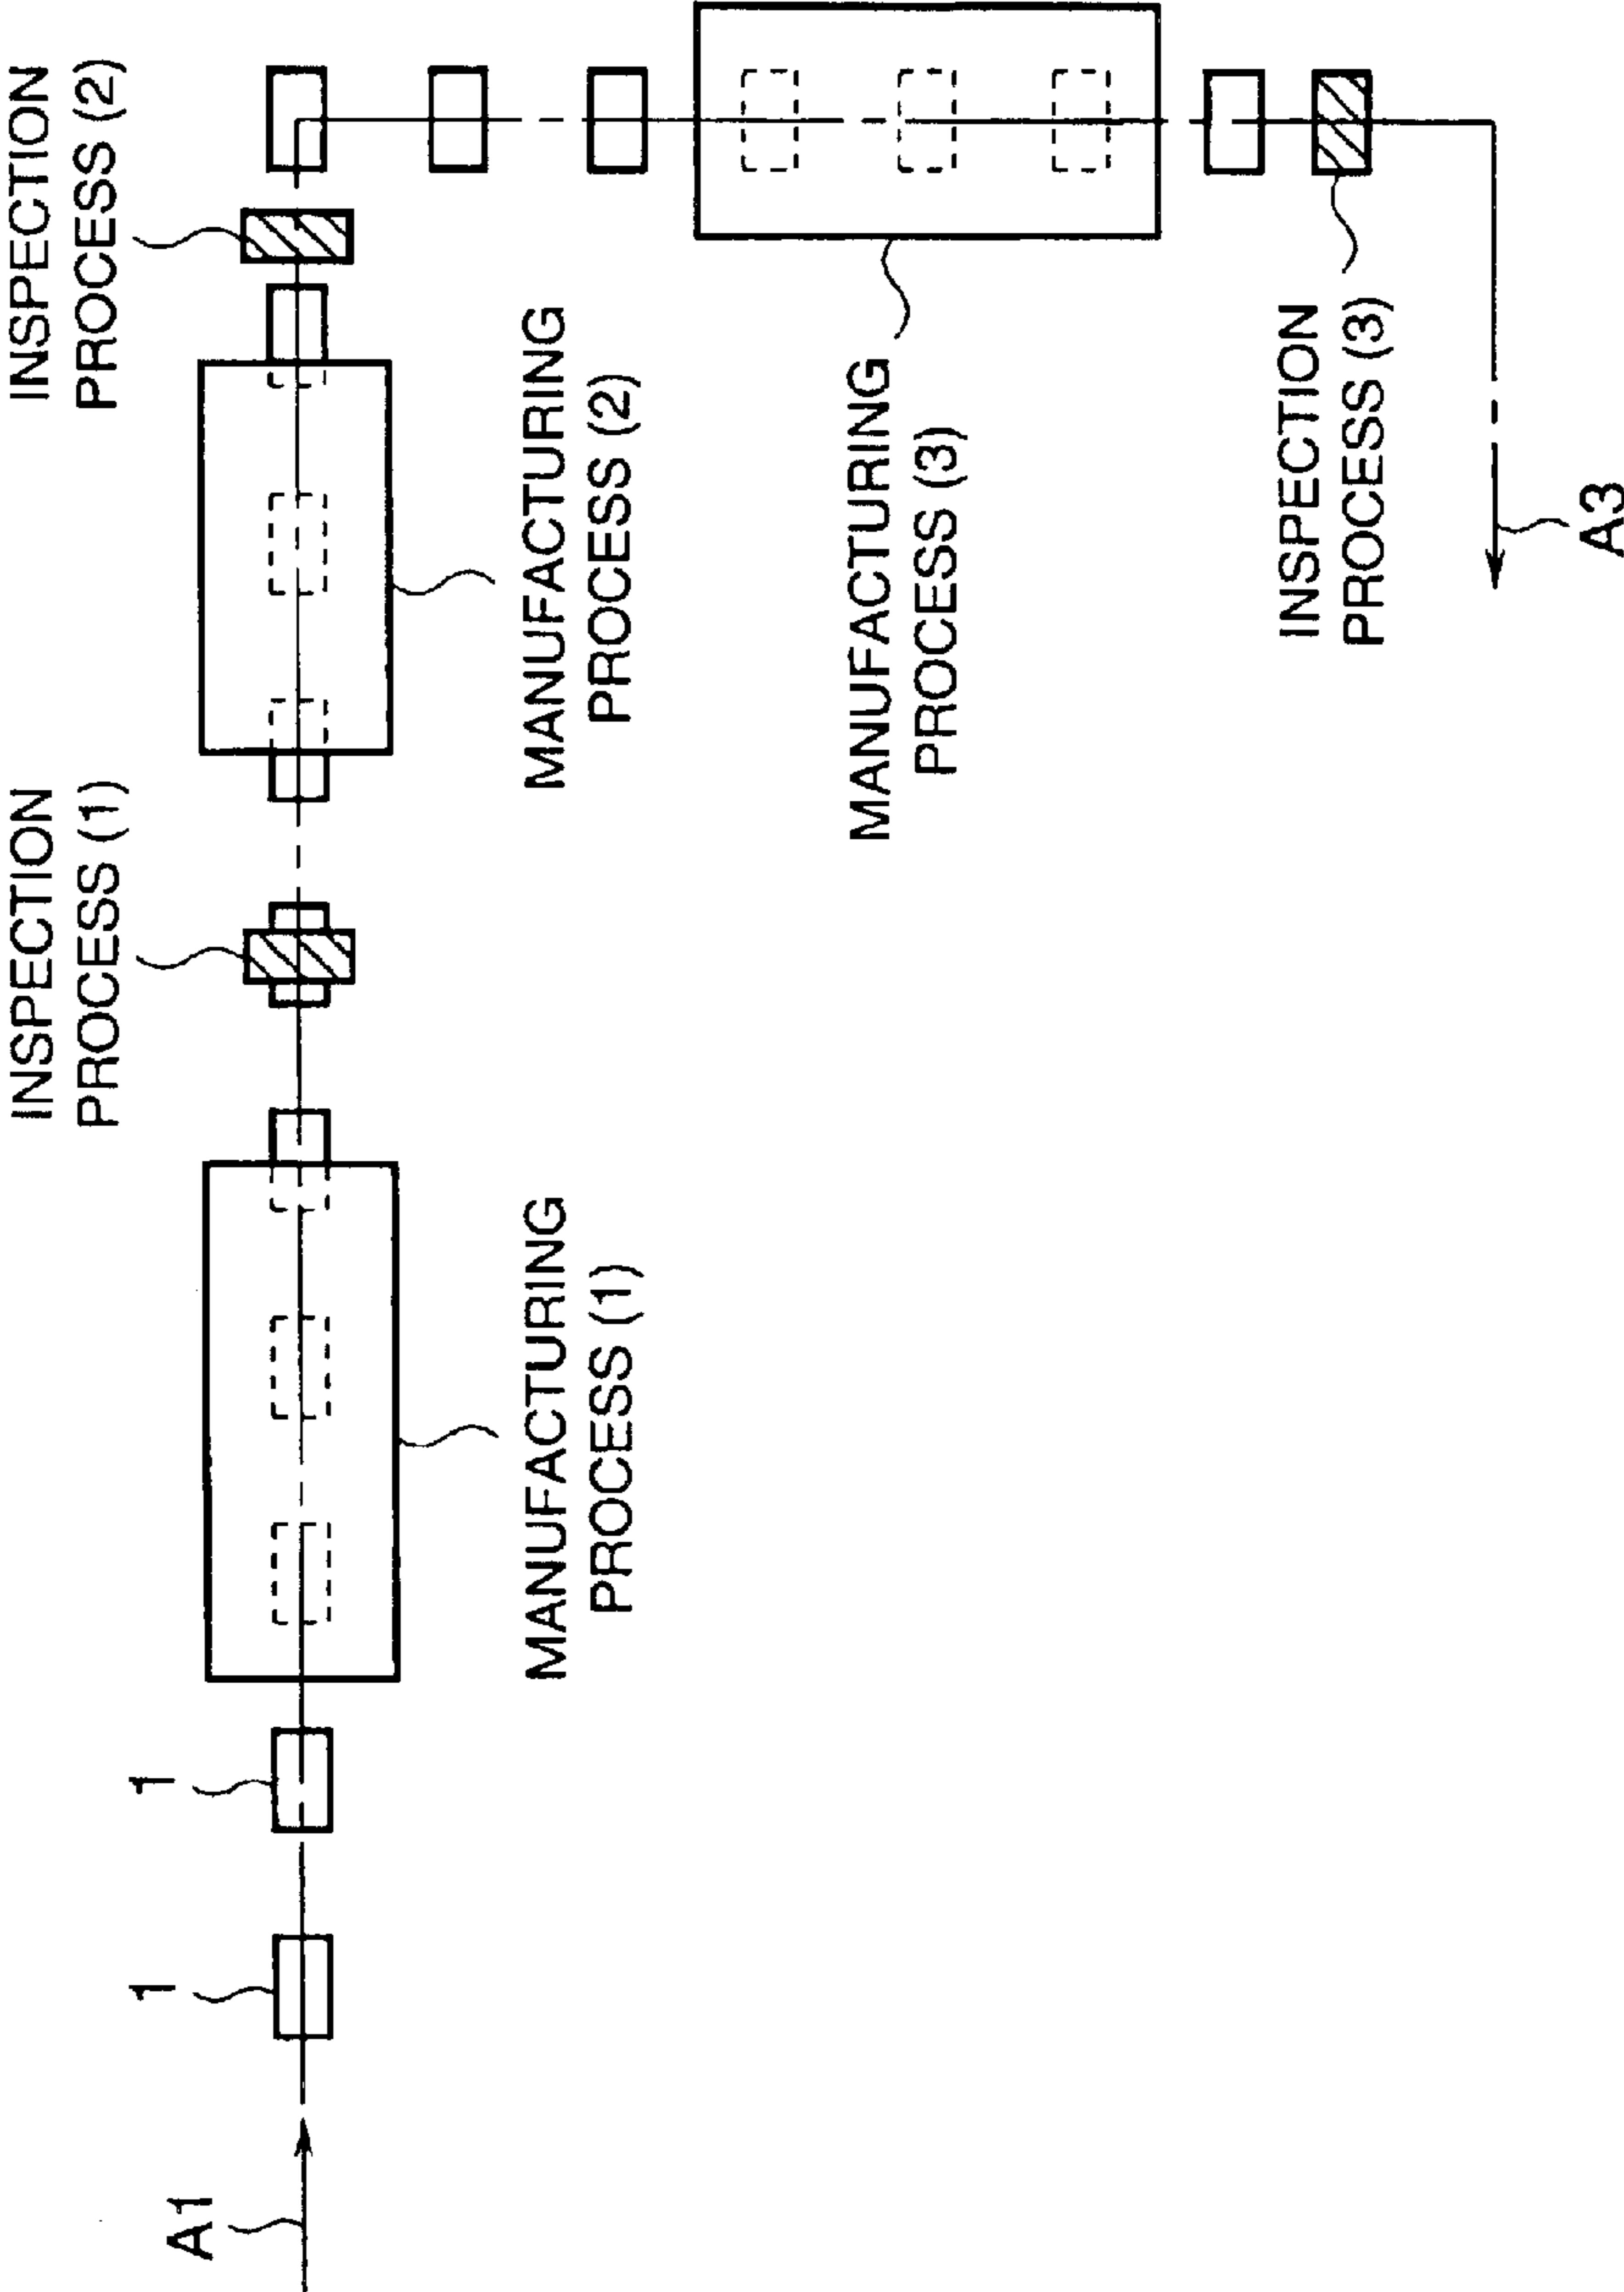 A1
1
1
MANUFACTURING
PROCESS (1)
INSPECTION
PROCESS (1)
MANUFACTURING
PROCESS (2)
INSPECTION
PROCESS (2)
MANUFACTURING
PROCESS (3)
INSPECTION
PROCESS (3)
A3